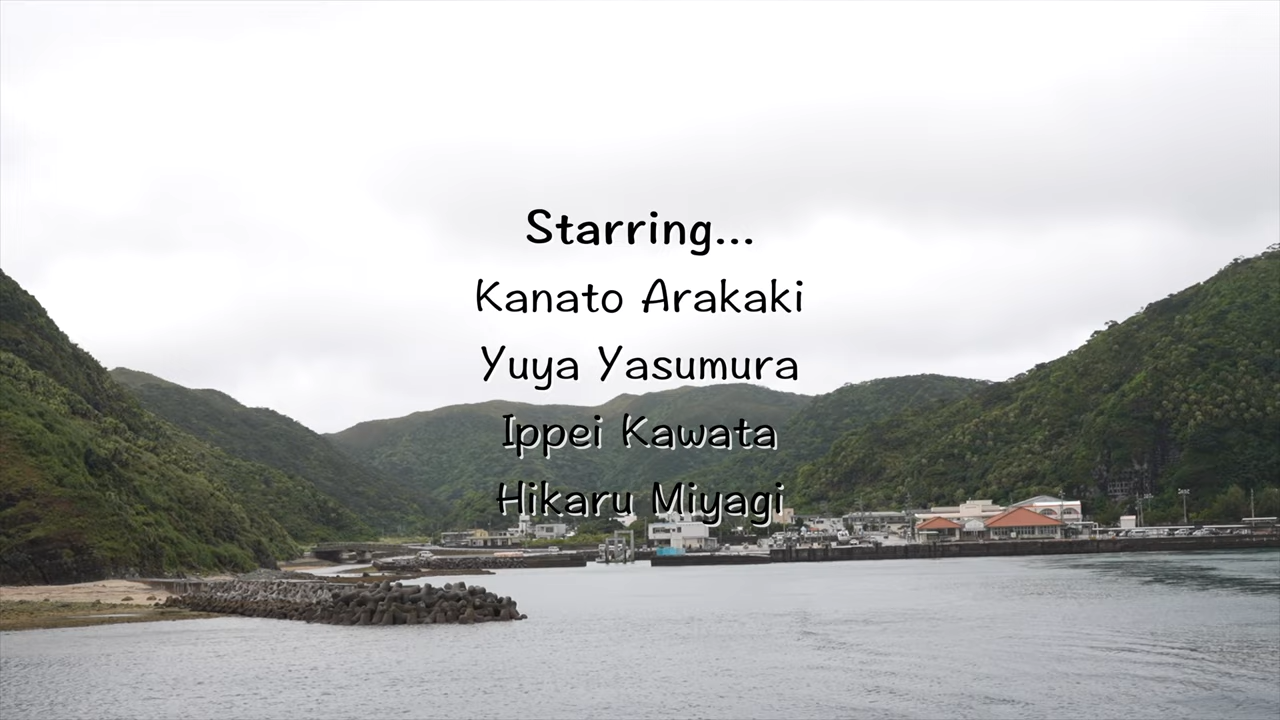 Starring...
Kanato Arakaki
Yuya Yasumura
Ippei Kawata
Hikaru Miyagi